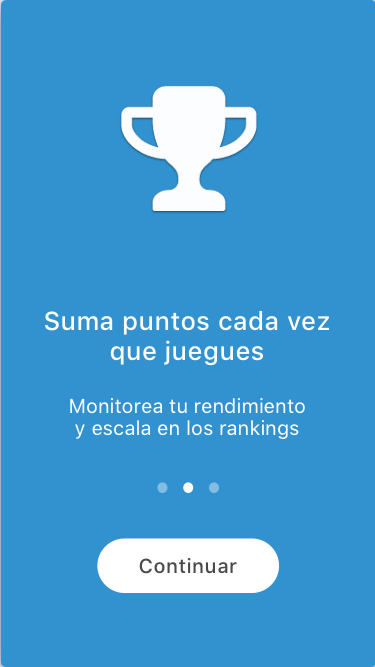 Suma puntos cada vez
que juegues
Monitorea tu rendimiento
y escala en los rankings
Continuar